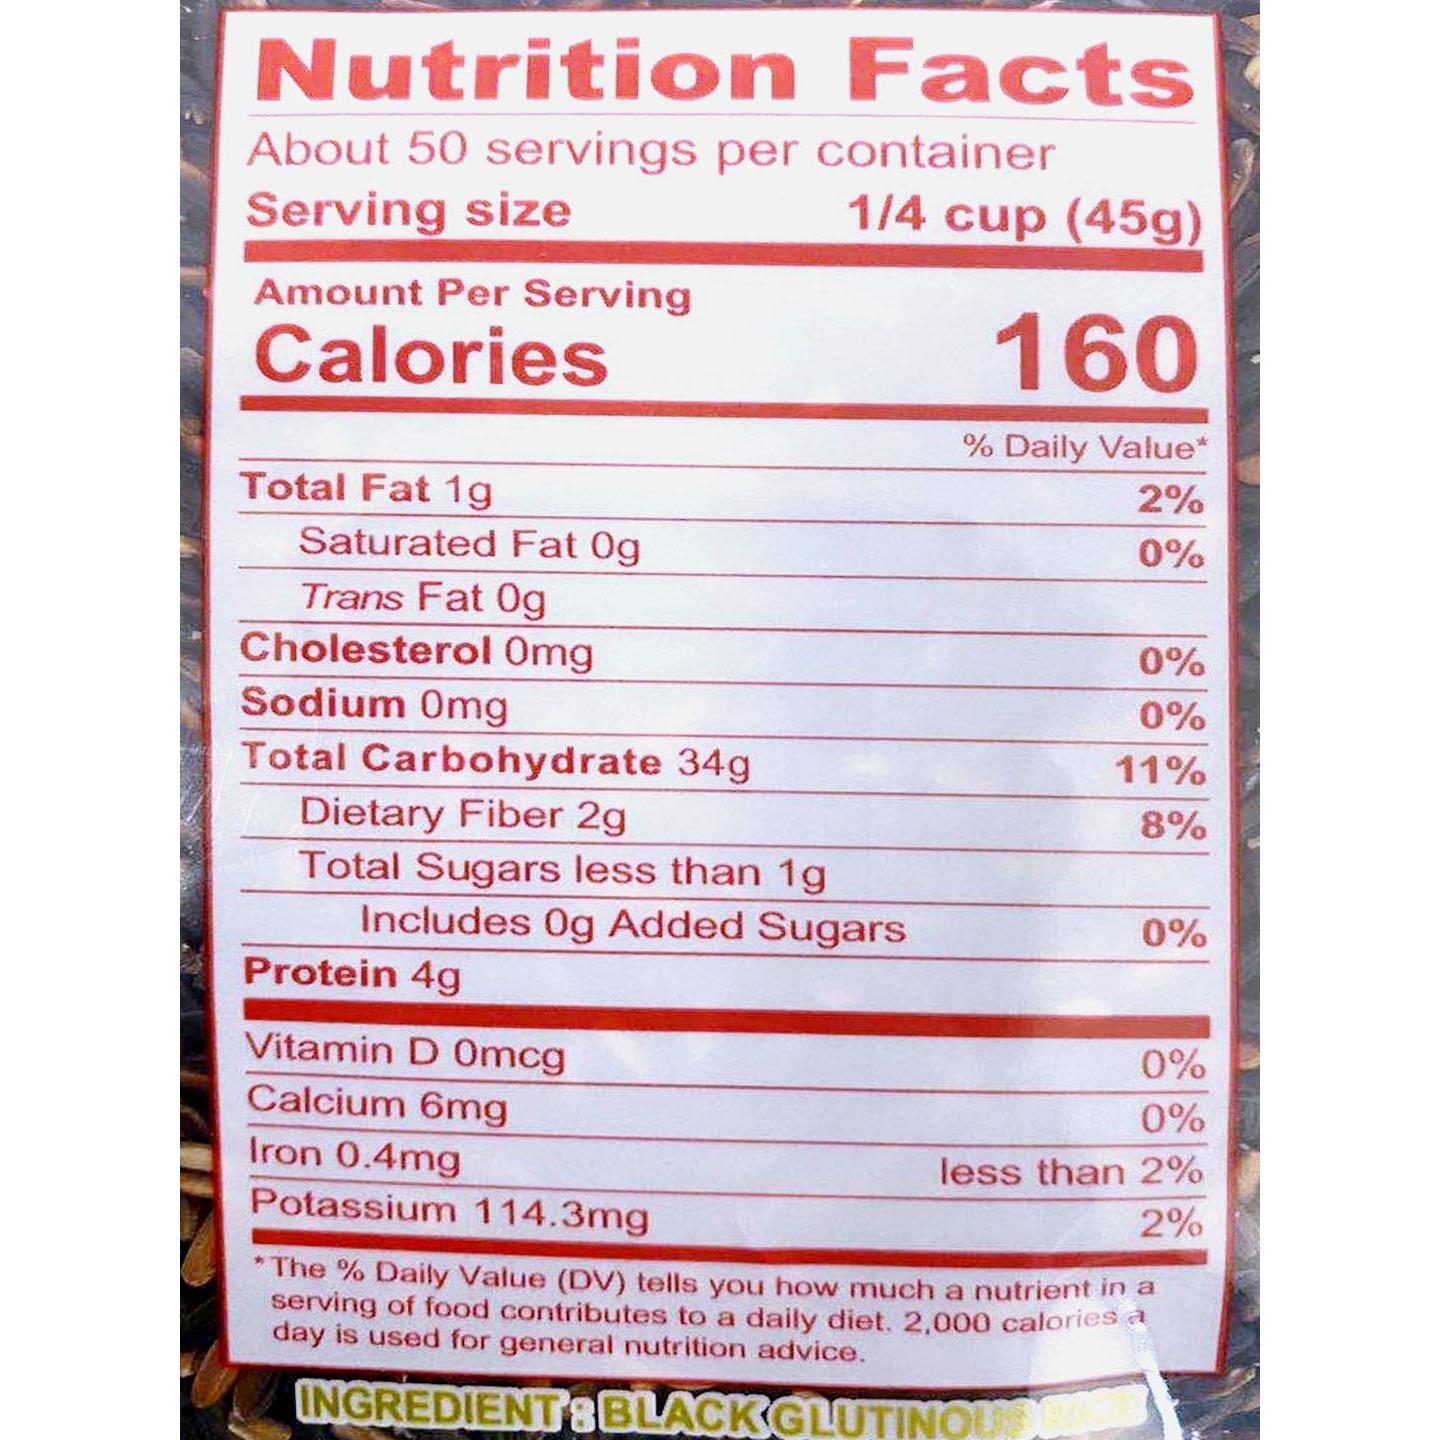 Nutrition Facts
About 50 servings per container
Serving size 1/4 cup (45g)
Amount Per Serving
Calories 160
% Daily Value*
Total Fat 1g 2%
Saturated Fat 0g 0%
Trans Fat 0g
Cholesterol 0mg 0%
Sodium 0mg 0%
Total Carbohydrate 34g 11%
Dietary Fiber 2g 8%
Total Sugars less than 1g
Includes 0g Added Sugars 0%
Protein 4g
Vitamin D 0mcg 0%
Calcium 6mg 0%
Iron 0.4mg less than 2%
Potassium 114.3mg 2%
*The % Daily Value (DV) tells you how much a nutrient in a
serving of food contributes to a daily diet. 2,000 calories a
day is used for general nutrition advice.
INGREDIENT : BLACK GLUTINOUS RICE